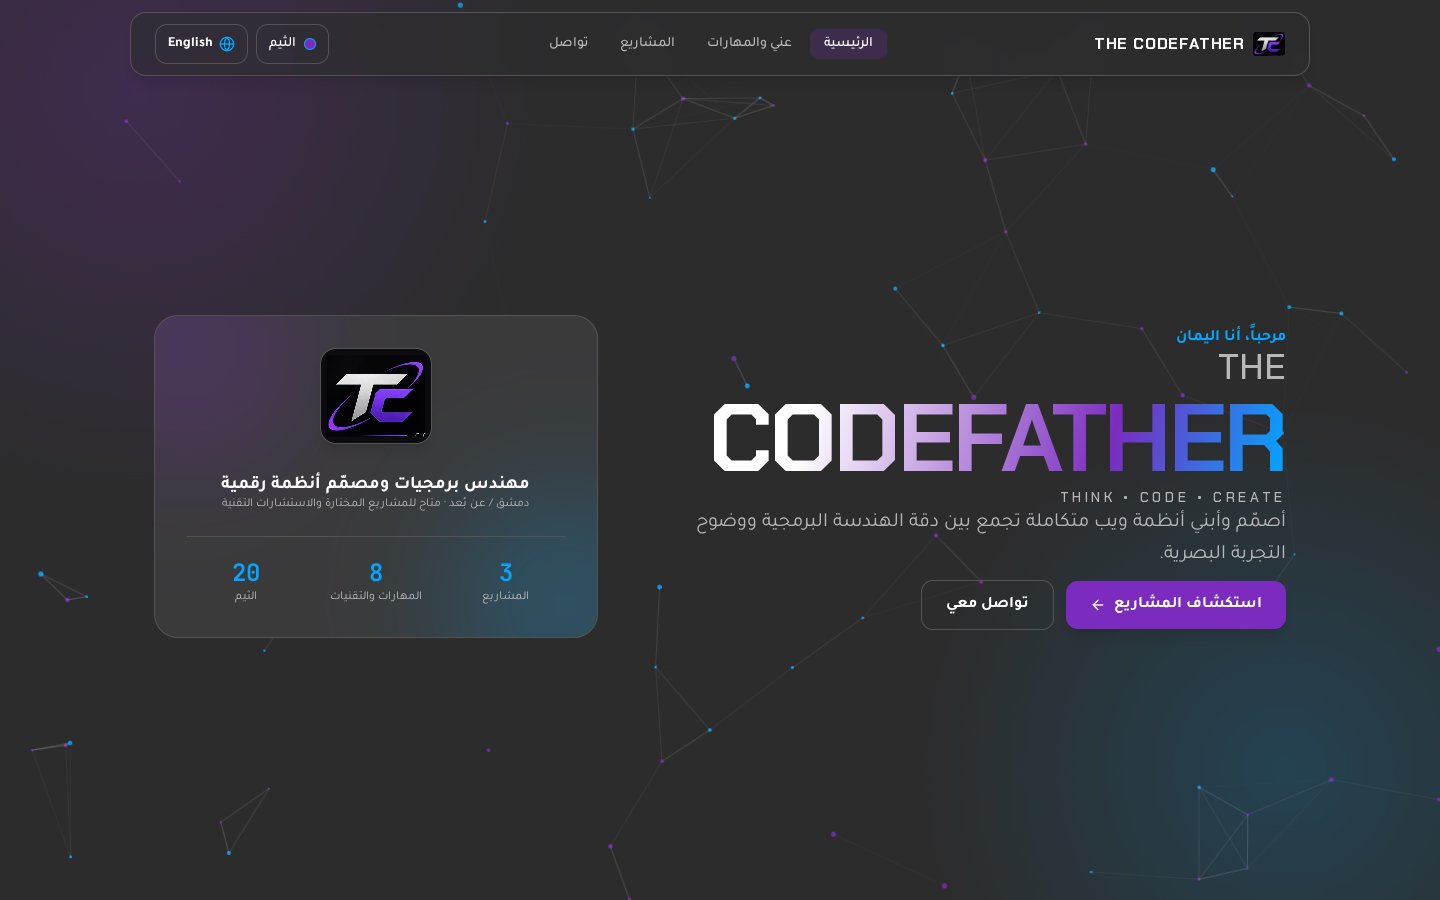 THE CODEFATHER
الرئيسية
عني والمهارات
المشاريع
تواصل
الثيم
English
مرحباً، أنا اليمان
THE
CODEFATHER
THINK • CODE • CREATE
أصمّم وأبني أنظمة ويب متكاملة تجمع بين دقة الهندسة البرمجية ووضوح
التجربة البصرية.
استكشاف المشاريع
تواصل معي
TC
مهندس برمجيات ومصمّم أنظمة رقمية
دمشق / عن بُعد · متاح للمشاريع المختارة والاستشارات التقنية
3
المشاريع
8
المهارات والتقنيات
20
الثيم